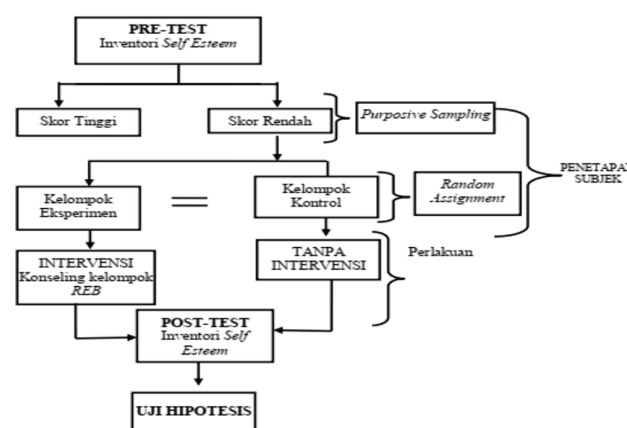 PRE-TEST
Inventori Self Esteem
Skor Tinggi
Skor Rendah
Purposive Sampling
PENETAPAN
SUBJEK
Kelompok
Eksperimen
Kelompok
Kontrol
Random
Assignment
INTERVENSI
Konseling kelompok
REB
TANPA
INTERVENSI
Perlakuan
POST-TEST
Inventori Self
Esteem
UJI HIPOTESIS